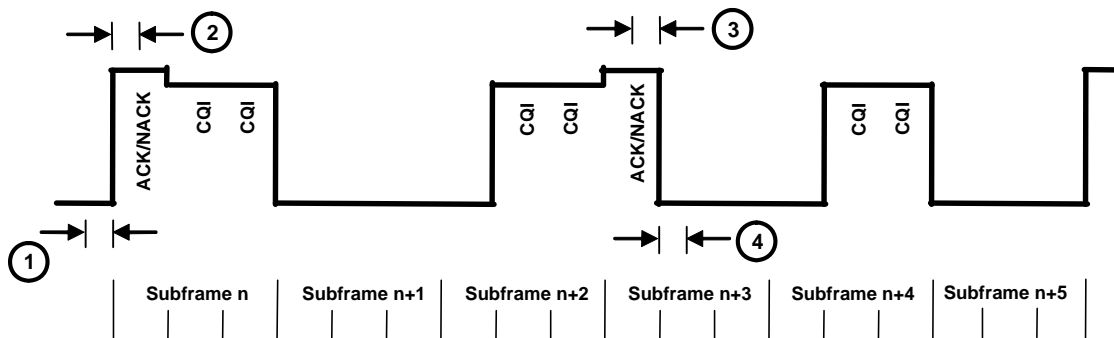 2
3
ACK/NACK
CQI
CQI
CQI
CQI
ACK/NACK
CQI
CQI
1
4
Subframe n
Subframe n+1
Subframe n+2
Subframe n+3
Subframe n+4
Subframe n+5